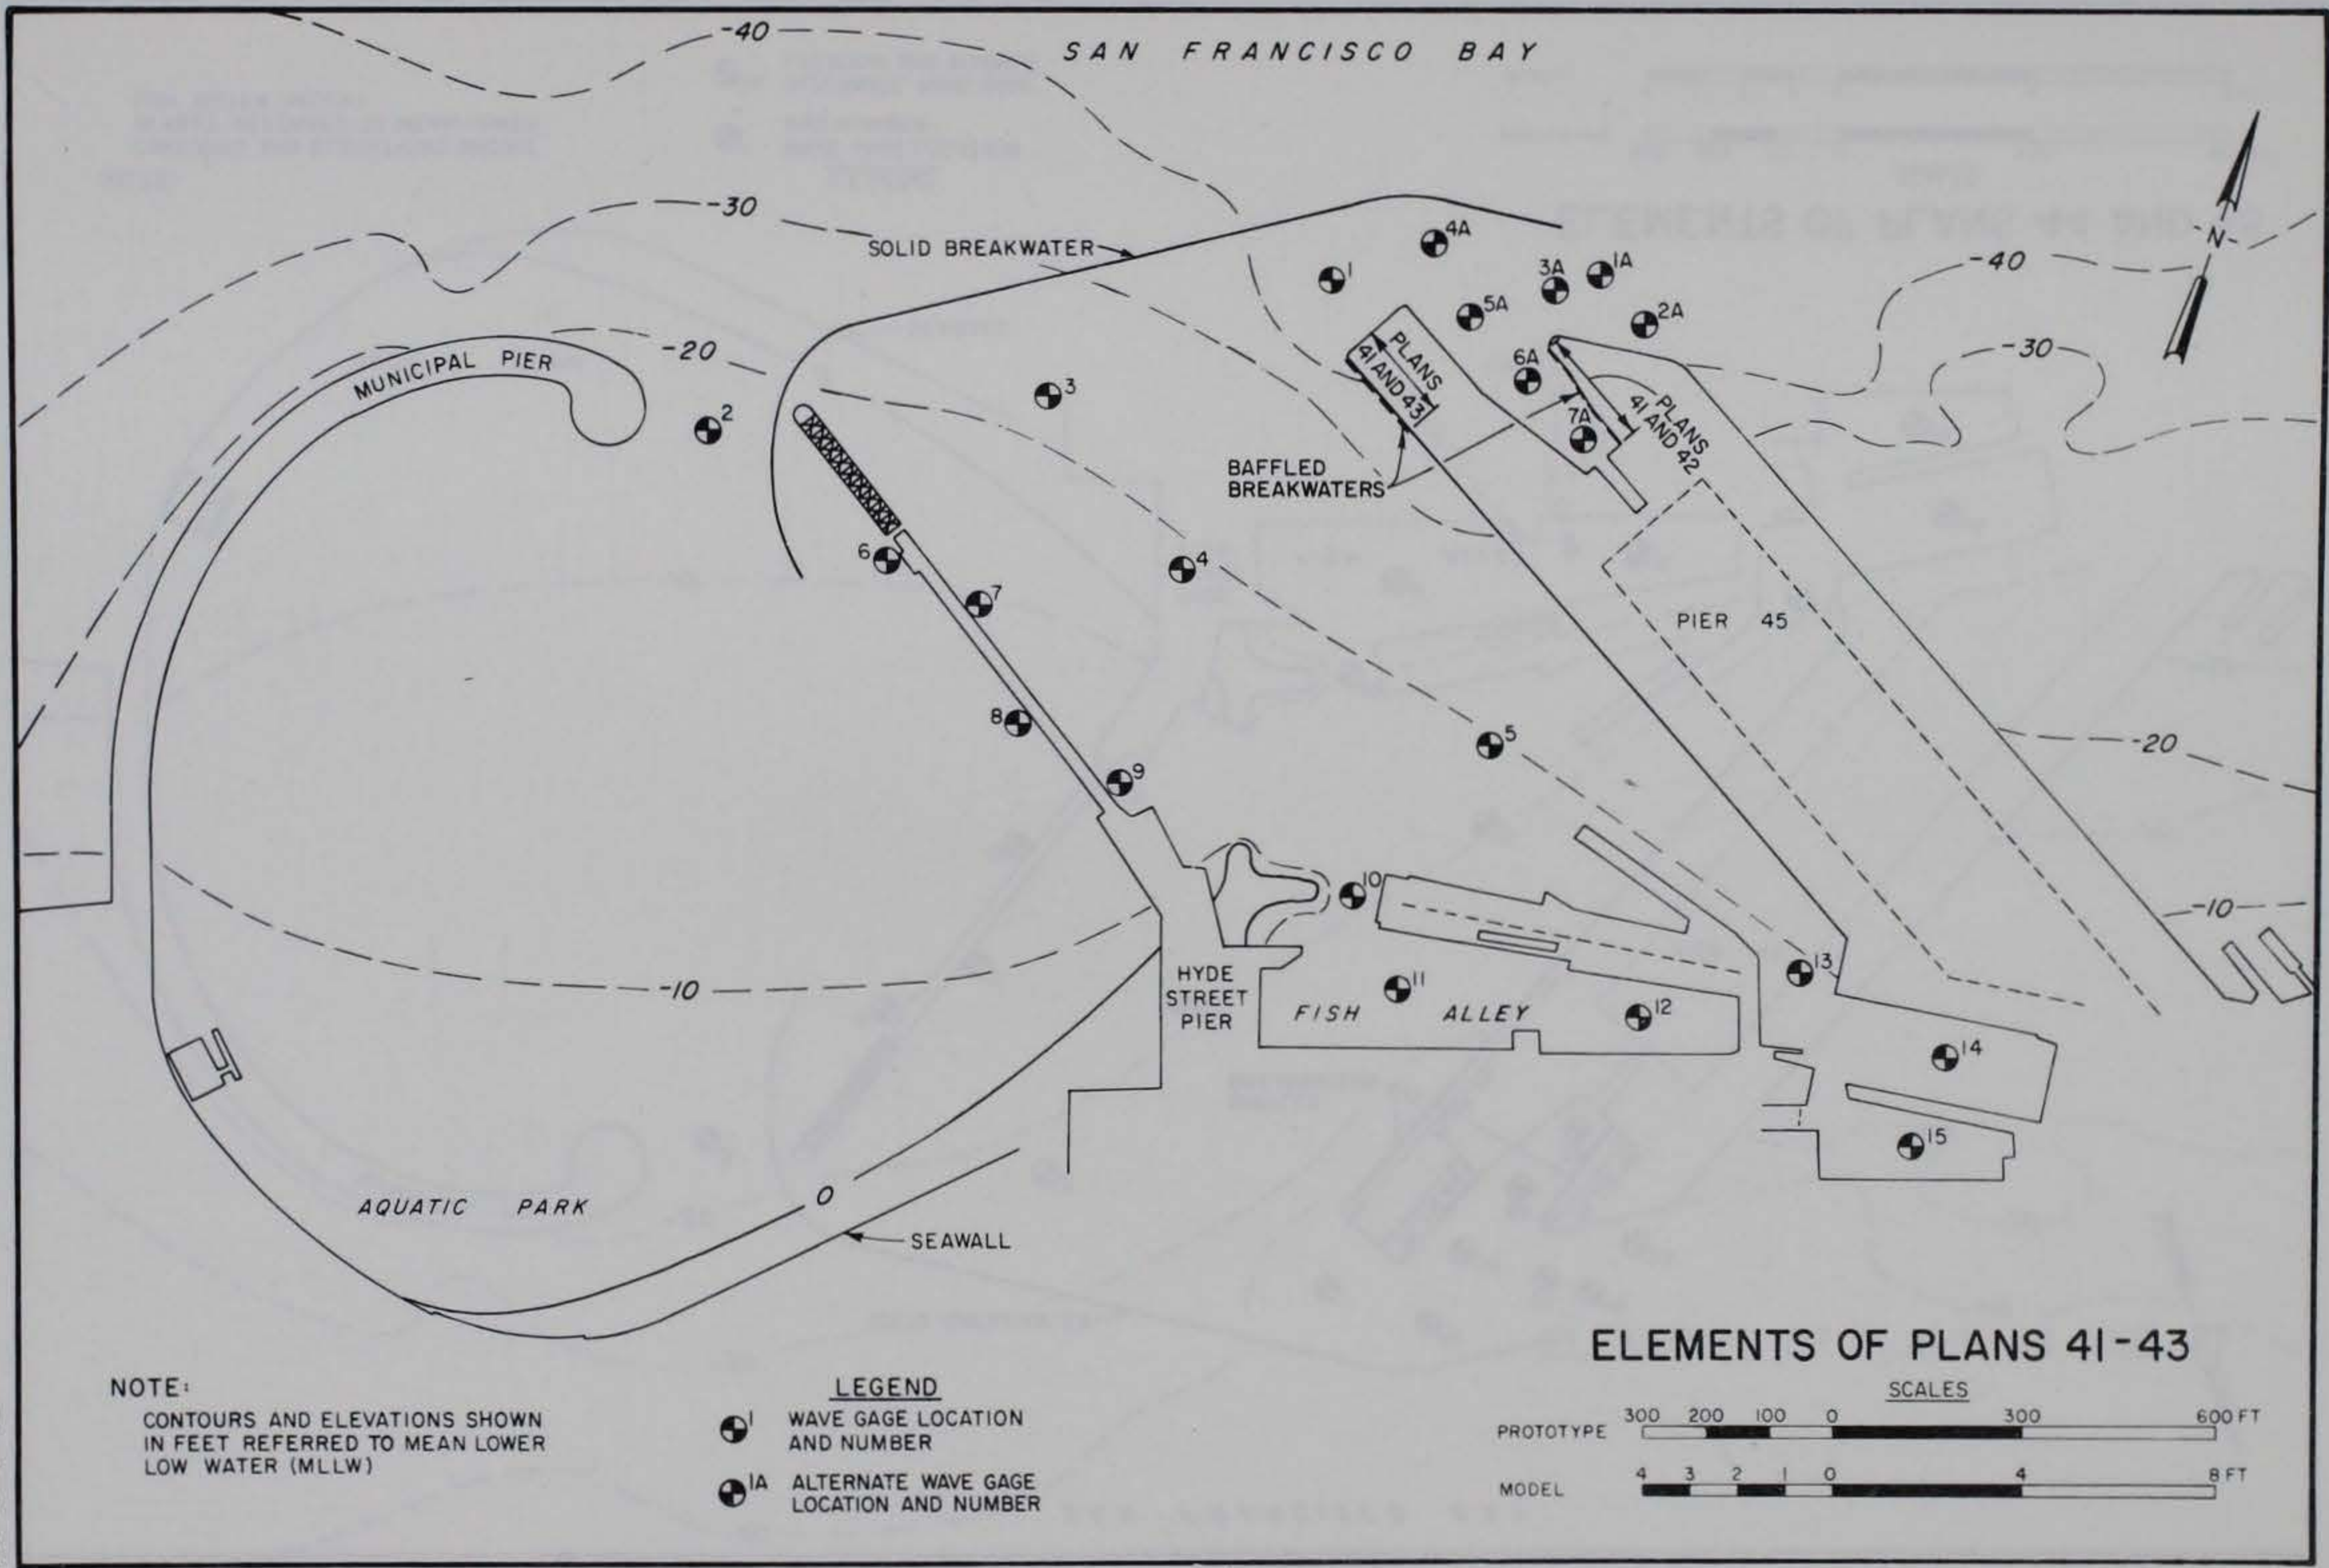 -40
SAN FRANCISCO BAY
-30
SOLID BREAKWATER
4A
1
3A
1A
-40
N
5A
2A
-20
MUNICIPAL PIER
PLANS
41 AND 43
6A
-30
2
3
7A
PLANS
41 AND 42
BAFFLED
BREAKWATERS
6
4
7
PIER 45
8
5
-20
9
10
-10
-10
HYDE
STREET
PIER
11
FISH ALLEY
12
13
14
15
AQUATIC PARK
0
SEAWALL
ELEMENTS OF PLANS 41-43
NOTE:
CONTOURS AND ELEVATIONS SHOWN
IN FEET REFERRED TO MEAN LOWER
LOW WATER (MLLW)
LEGEND
1 WAVE GAGE LOCATION
AND NUMBER
1A ALTERNATE WAVE GAGE
LOCATION AND NUMBER
SCALES
PROTOTYPE 300 200 100 0 300 600 FT
MODEL 4 3 2 1 0 4 8 FT